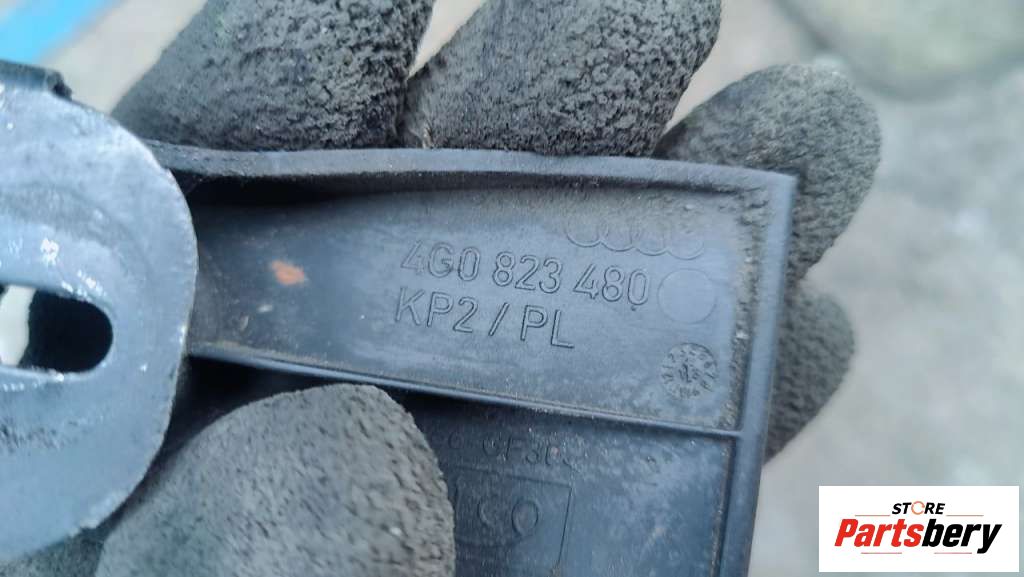 4G0 823 480
KP2 / PL
STORE
Partsbery